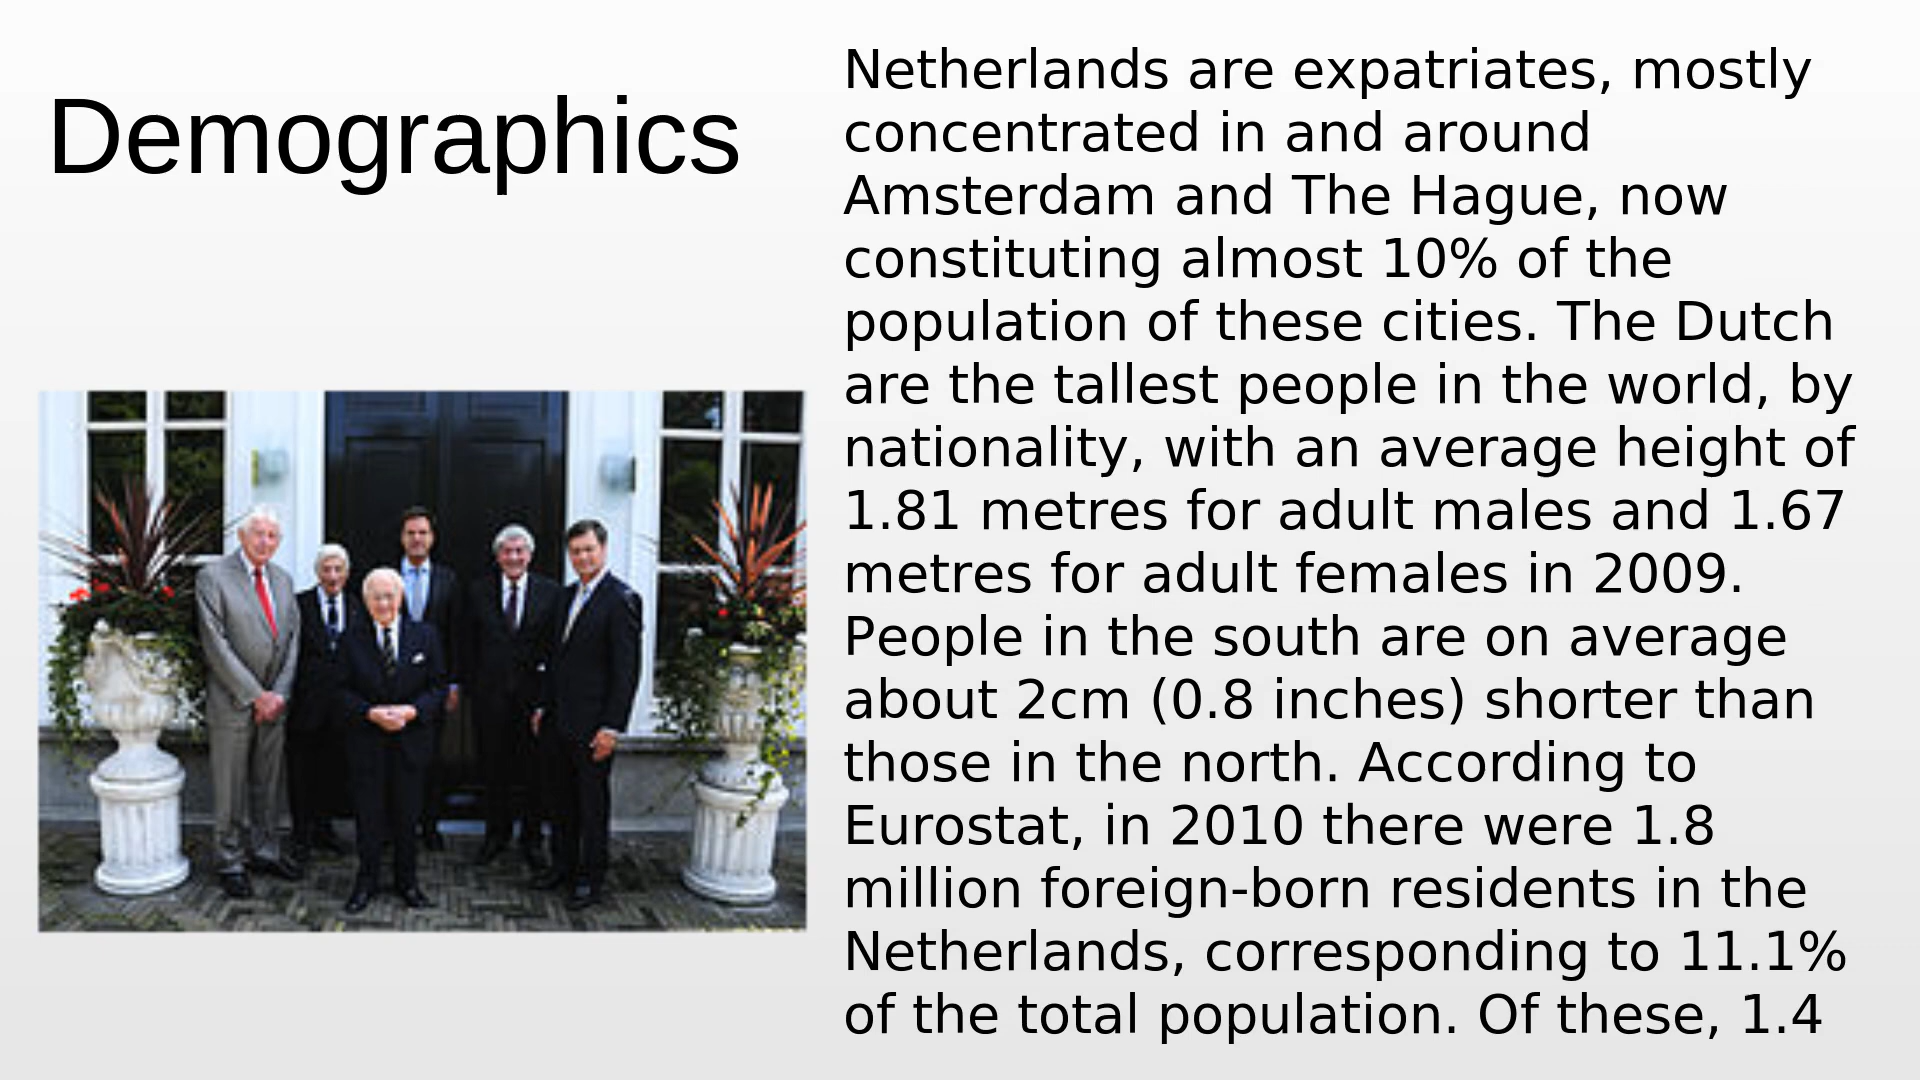 Demographics
Netherlands are expatriates, mostly
concentrated in and around
Amsterdam and The Hague, now
constituting almost 10% of the
population of these cities. The Dutch
are the tallest people in the world, by
nationality, with an average height of
1.81 metres for adult males and 1.67
metres for adult females in 2009.
People in the south are on average
about 2cm (0.8 inches) shorter than
those in the north. According to
Eurostat, in 2010 there were 1.8
million foreign-born residents in the
Netherlands, corresponding to 11.1%
of the total population. Of these, 1.4